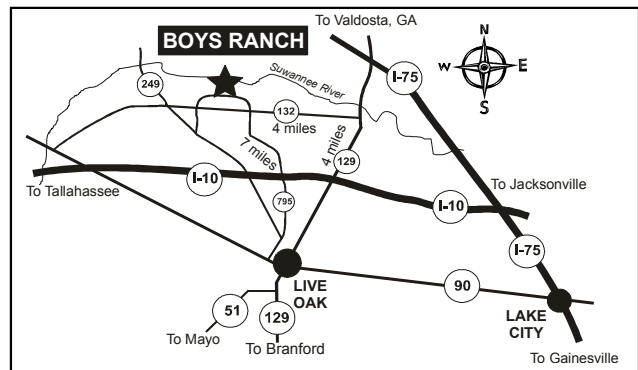 To Valdosta, GA
BOYS RANCH
N
W
E
S
I-75
249
Suwannee River
132
4 miles
7 miles
4 miles
129
I-10
To Tallahassee
To Jacksonville
795
I-10
I-75
LIVE
OAK
90
51
129
LAKE
CITY
To Mayo
To Branford
To Gainesville